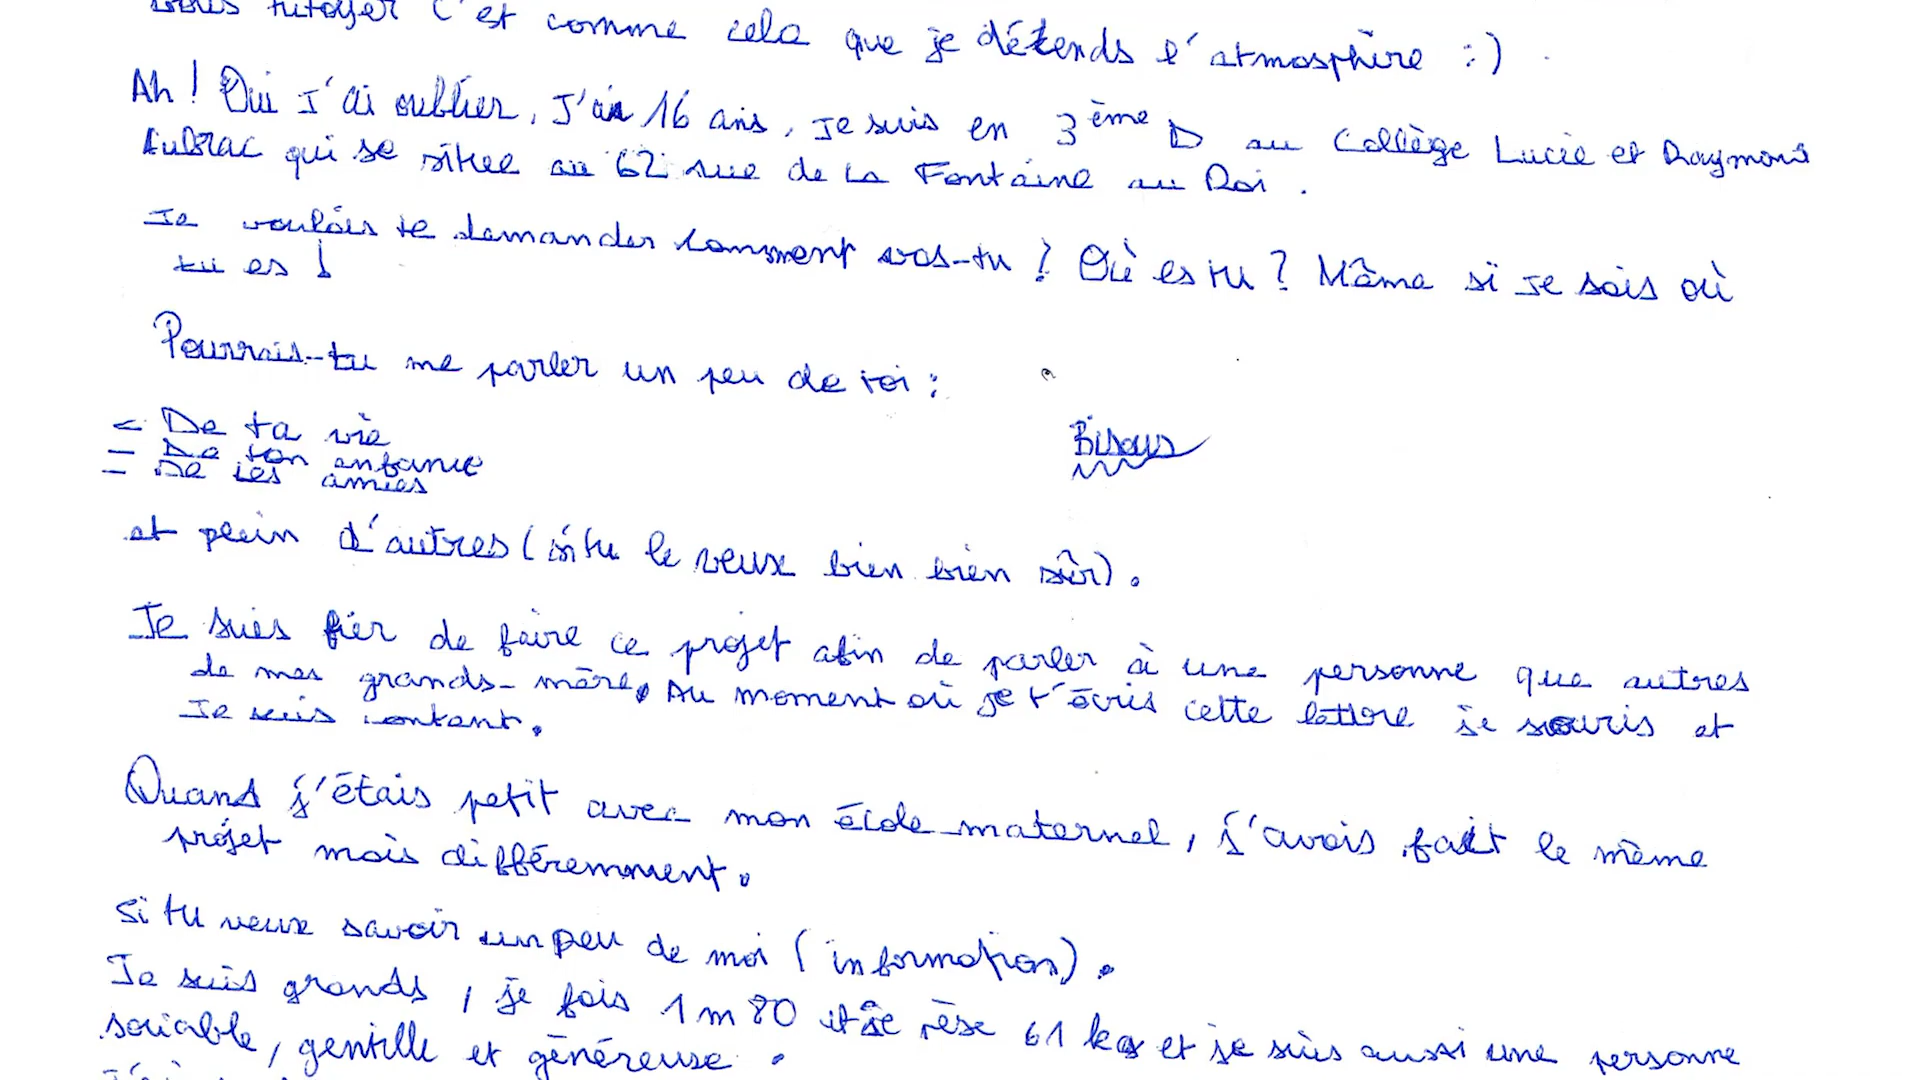 tutoyer c'est comme cela que je détends l'atmosphère :)
Ah ! Oui J'ai oublier, J'ai 16 ans, Je suis en 3ème D au Collège Lucie et Raymond
Aubrac qui se situe au 62 rue de La Fontaine au Roi.
Je voulais te demander comment vas-tu ? Où es tu ? Même si Je sais où
tu es !
Pourrais-tu me parler un peu de toi :
- De ta vie
- De ton enfance
- De tes amies
Bisous
et plein d'autres (si tu le veux bien bien sûr).
Je suis fier de faire ce projet afin de parler à une personne que autres
de mes grands-mère. Au moment où je t'écris cette lettre je souris et
Je suis content.
Quand j'étais petit avec mon école maternel, j'avais fait le même
projet mais différemment.
Si tu veux savoir un peu de moi (information).
Je suis grands, je fais 1m80 et je pèse 61 kg et je suis aussi une personne
sociable, gentille et généreuse.